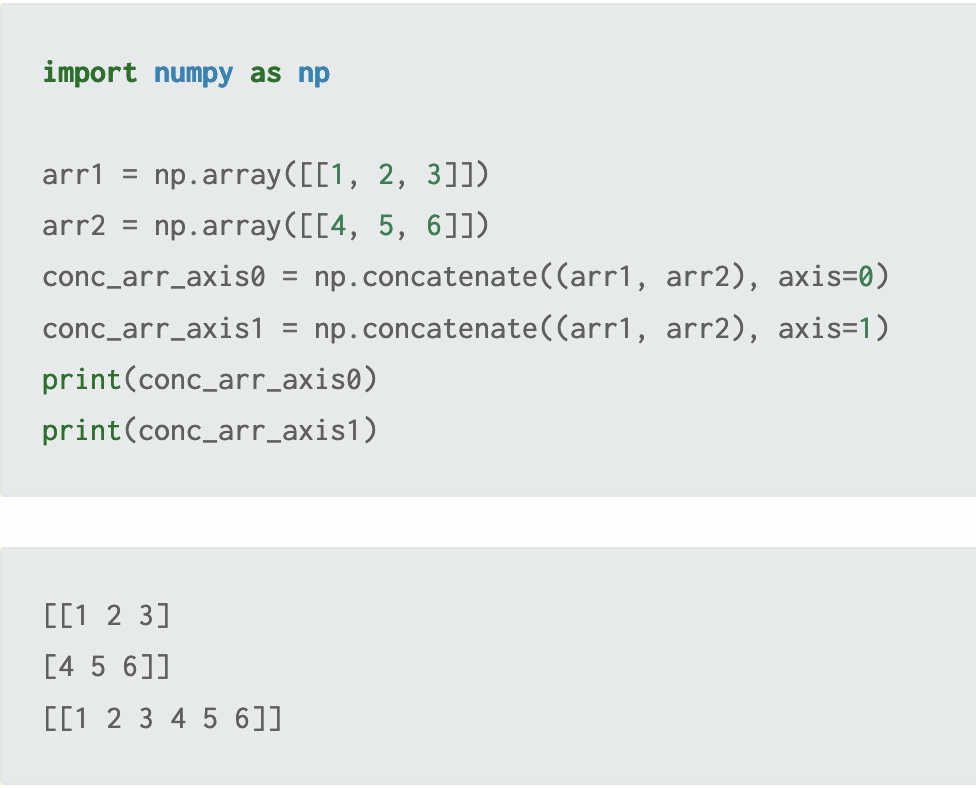 import numpy as np
arr1 = np.array([[1, 2, 3]])
arr2 = np.array([[4, 5, 6]])
conc_arr_axis0 = np.concatenate((arr1, arr2), axis=0)
conc_arr_axis1 = np.concatenate((arr1, arr2), axis=1)
print(conc_arr_axis0)
print(conc_arr_axis1)
[[1 2 3]
[4 5 6]]
[[1 2 3 4 5 6]]